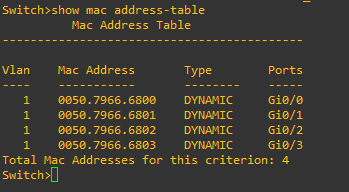 Switch>show mac address-table
          Mac Address Table
-------------------------------------------

Vlan    Mac Address       Type        Ports
----    -----------       --------    -----
   1    0050.7966.6800    DYNAMIC     Gi0/0
   1    0050.7966.6801    DYNAMIC     Gi0/1
   1    0050.7966.6802    DYNAMIC     Gi0/2
   1    0050.7966.6803    DYNAMIC     Gi0/3
Total Mac Addresses for this criterion: 4
Switch>